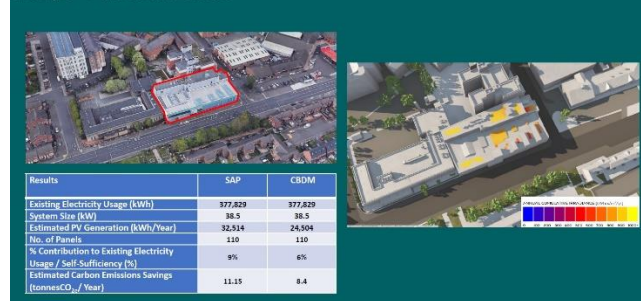 Results SAP CBDM
Existing Electricity Usage (kWh) 377,829 377,829
System Size (kW) 38.5 38.5
Estimated PV Generation (kWh/Year) 32,514 24,504
No. of Panels 110 110
% Contribution to Existing Electricity
Usage / Self-Sufficiency (%) 9% 6%
Estimated Carbon Emissions Savings
(tonnesCO2e/ Year) 11.15 8.4